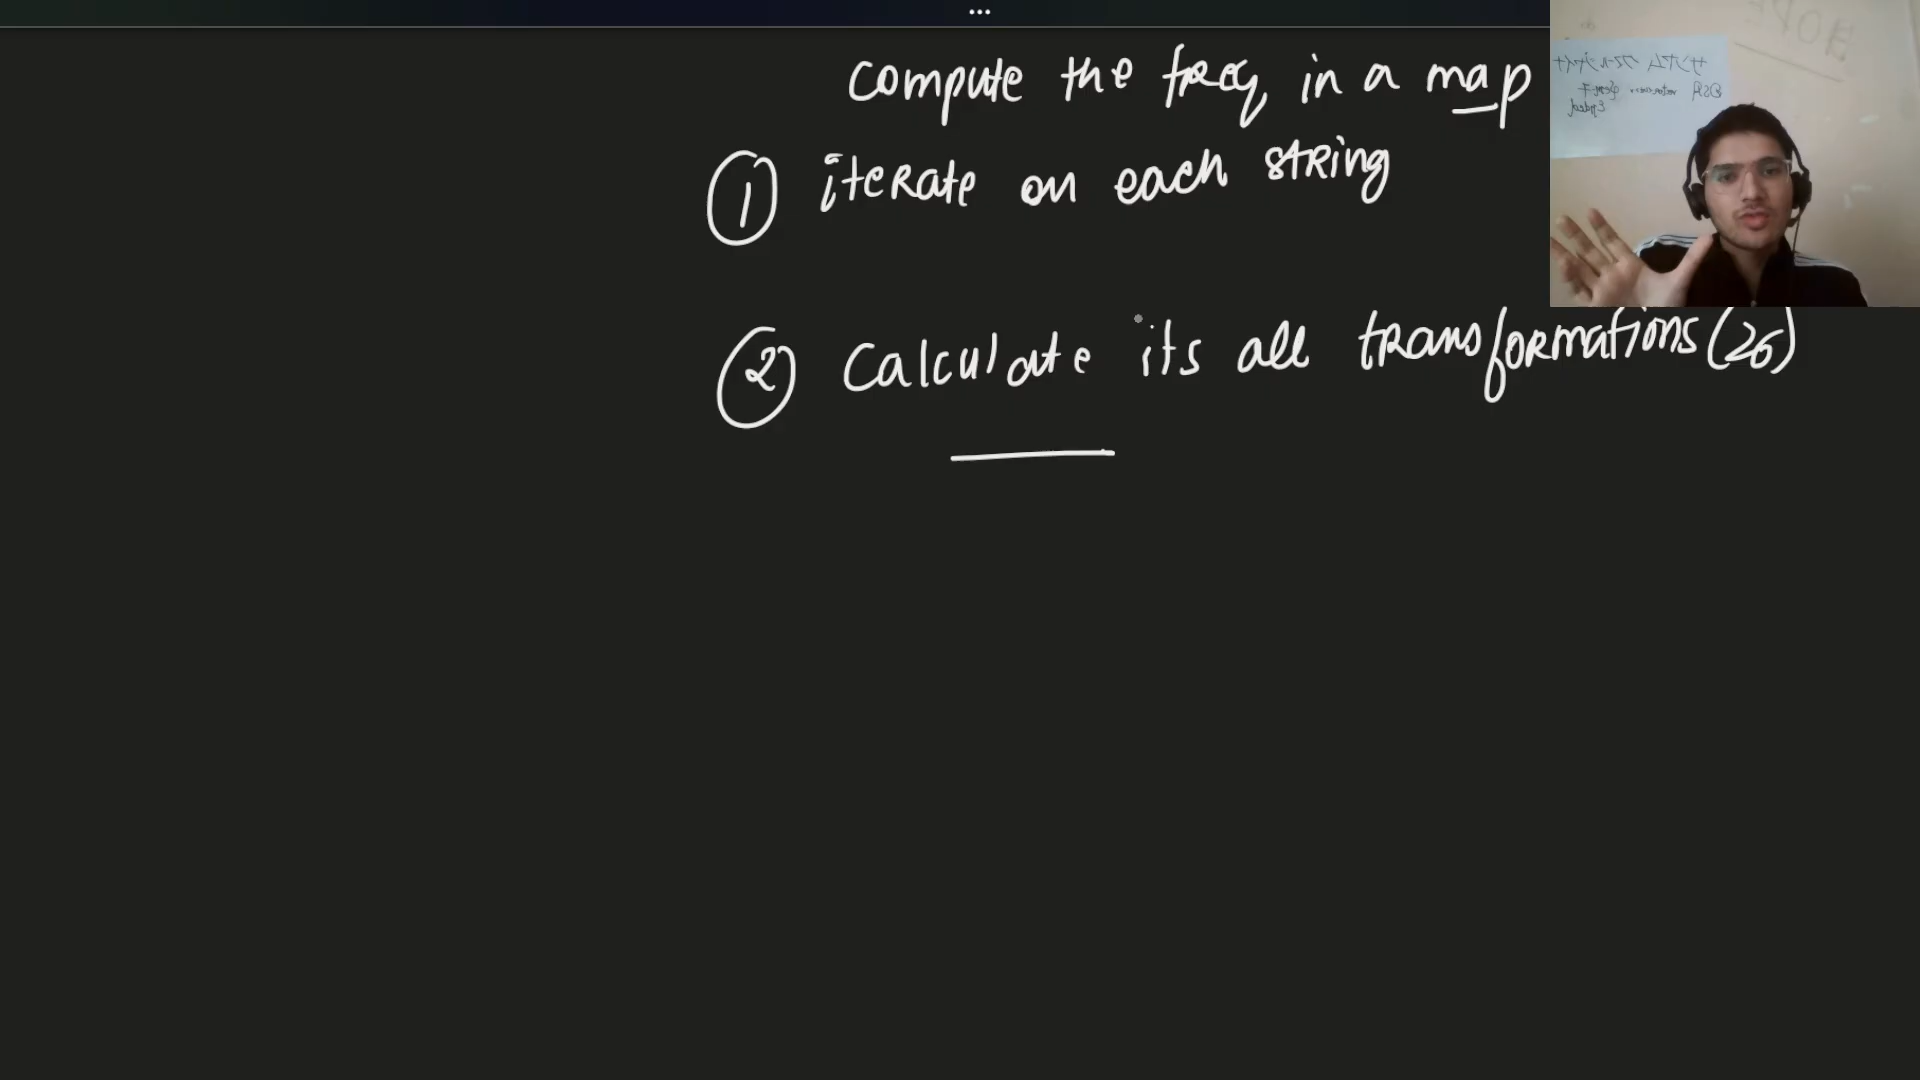 ...
compute the freq in a map
① iterate on each string
② Calculate its all transformations (26)